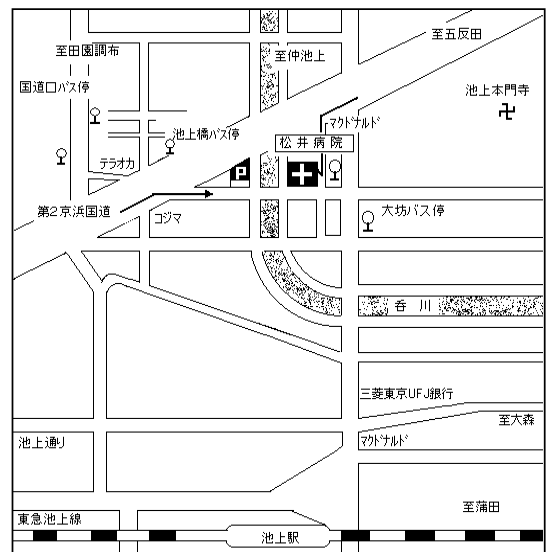 至五反田
至田園調布
至仲池上
国道口バス停
池上本門寺
マクドナルド
池上橋バス停
松井病院
テラオカ
P
第2京浜国道
コジマ
大坊バス停
呑川
三菱東京UFJ銀行
至大森
池上通り
マクドナルド
至蒲田
東急池上線
池上駅